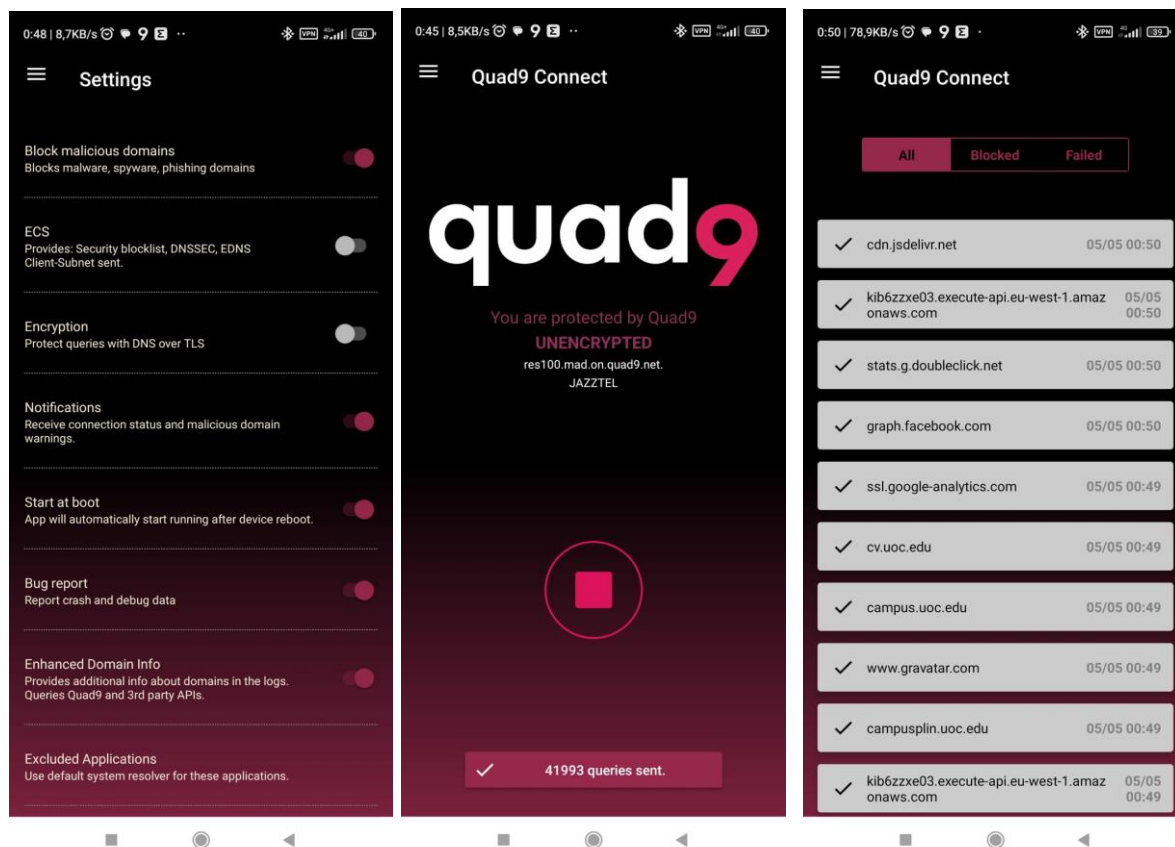 0:48 | 8,7KB/s 9 Σ ·· VPN 4G+ 40
Settings
Block malicious domains
Blocks malware, spyware, phishing domains
ECS
Provides: Security blocklist, DNSSEC, EDNS
Client-Subnet sent.
Encryption
Protect queries with DNS over TLS
Notifications
Receive connection status and malicious domain
warnings.
Start at boot
App will automatically start running after device reboot.
Bug report
Report crash and debug data
Enhanced Domain Info
Provides additional info about domains in the logs.
Queries Quad9 and 3rd party APIs.
Excluded Applications
Use default system resolver for these applications.
0:45 | 8,5KB/s 9 Σ ·· VPN 4G+ 40
Quad9 Connect
quad9
You are protected by Quad9
UNENCRYPTED
res100.mad.on.quad9.net.
JAZZTEL
41993 queries sent.
0:50 | 78,9KB/s 9 Σ · VPN 4G 39
Quad9 Connect
All Blocked Failed
cdn.jsdelivr.net 05/05 00:50
kib6zzxe03.execute-api.eu-west-1.amaz 05/05
onaws.com 00:50
stats.g.doubleclick.net 05/05 00:50
graph.facebook.com 05/05 00:50
ssl.google-analytics.com 05/05 00:49
cv.uoc.edu 05/05 00:49
campus.uoc.edu 05/05 00:49
www.gravatar.com 05/05 00:49
campusplin.uoc.edu 05/05 00:49
kib6zzxe03.execute-api.eu-west-1.amaz 05/05
onaws.com 00:49